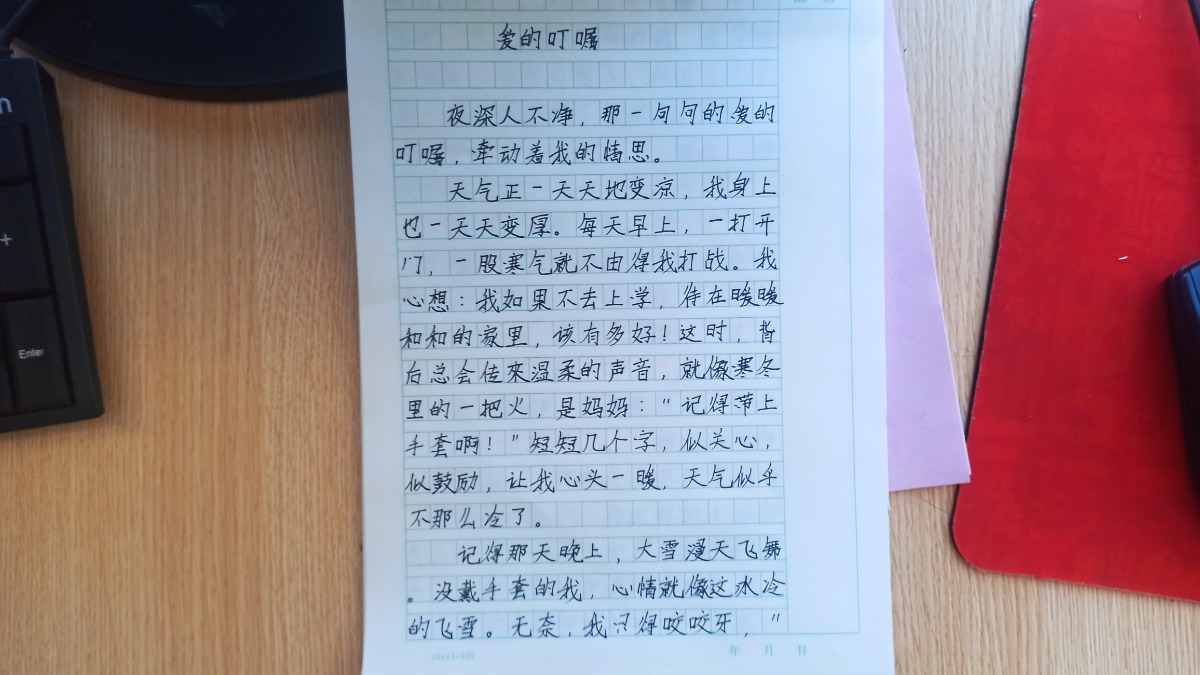 爱的叮嘱
夜深人不净，那一句句的爱的
叮嘱，牵动着我的情思。
天气正一天天地变凉，我身上
也一天天变厚。每天早上，一打开
门，一股寒气就不由得我打战。我
心想：我如果不去上学，待在暖暖
和和的家里，该有多好！这时，背
后总会传来温柔的声音，就像寒冬
里的一把火，是妈妈：“记得带上
手套啊！”短短几个字，似关心，
似鼓励，让我心头一暖，天气似乎
不那么冷了。
记得那天晚上，大雪漫天飞舞
。没戴手套的我，心情就像这冰冷
的飞雪。无奈，我只得咬咬牙，“
年 月 日
Enter
+
n